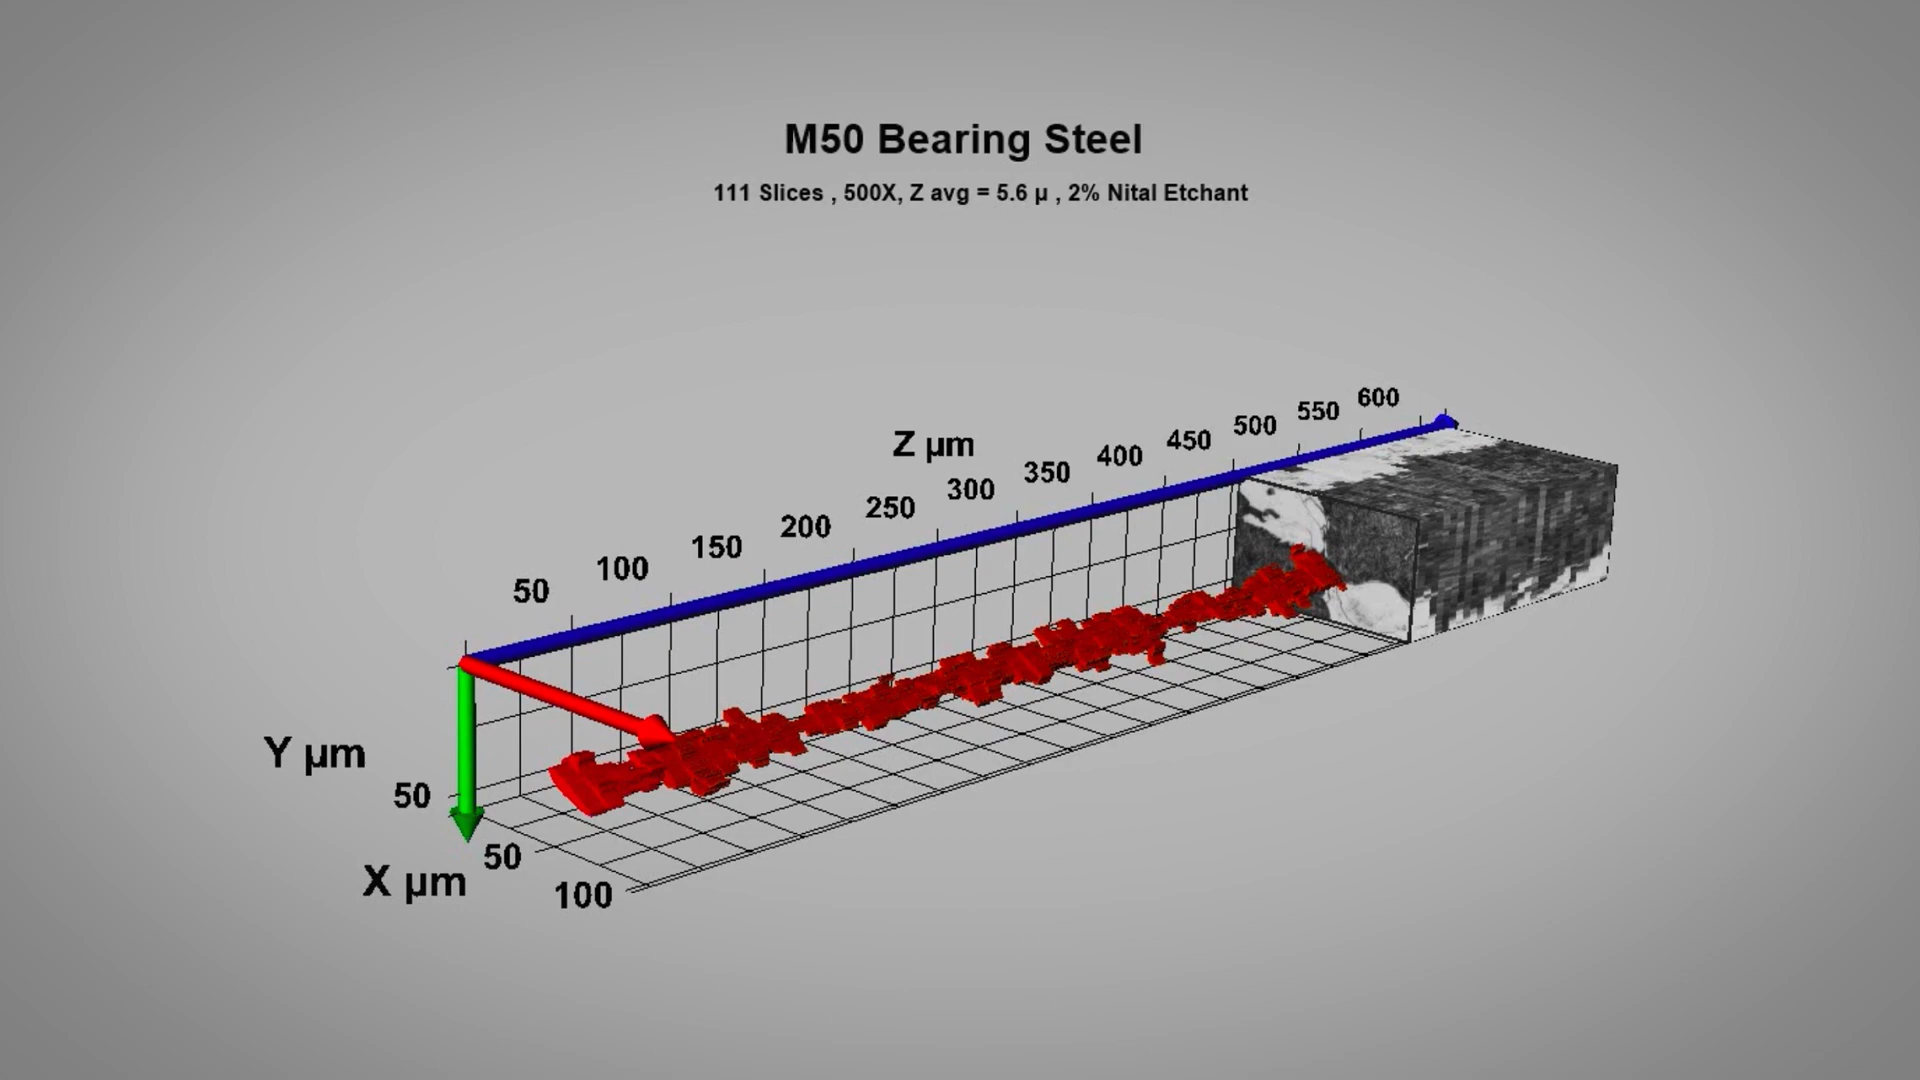 M50 Bearing Steel
111 Slices , 500X, Z avg = 5.6 µ , 2% Nital Etchant
Z µm
50 100 150 200 250 300 350 400 450 500 550 600
Y µm
50
X µm
50 100